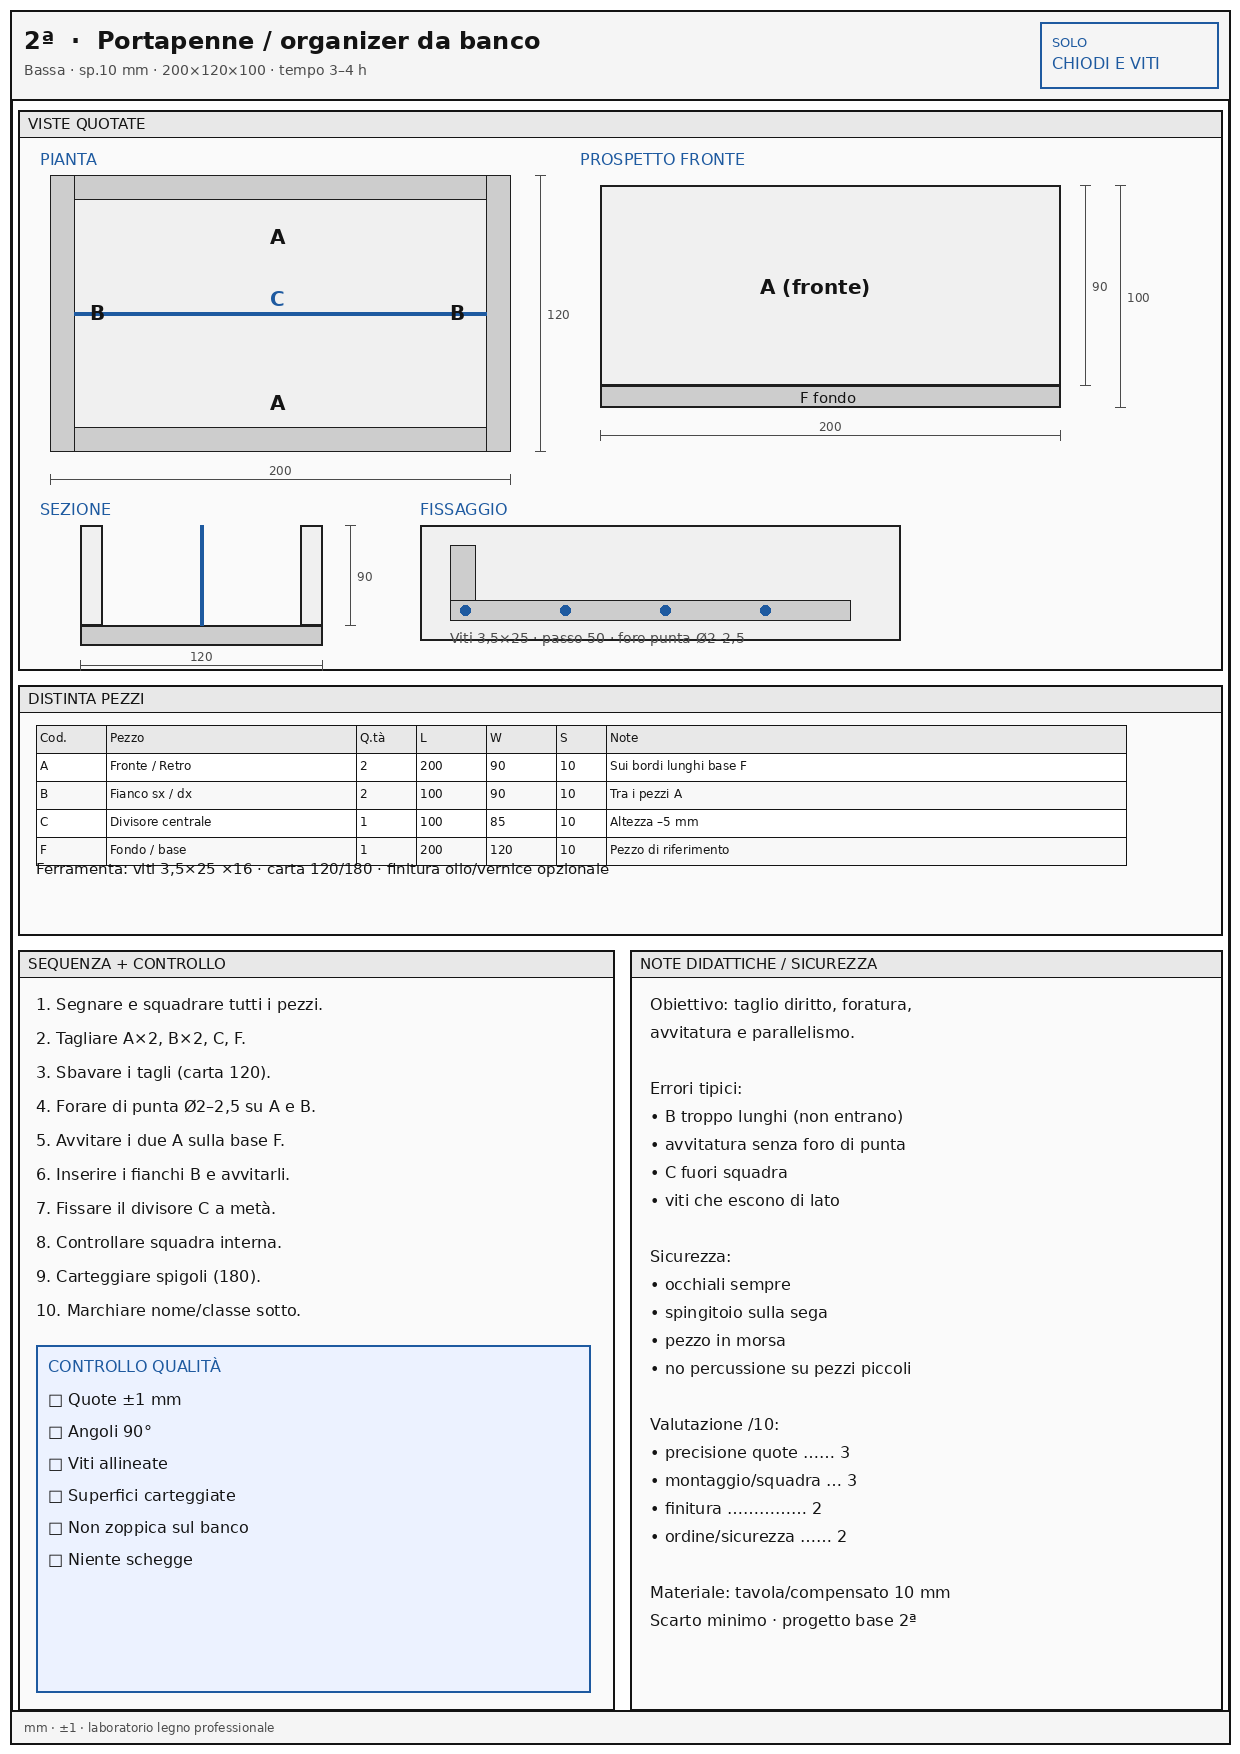 2ª · Portapenne / organizer da banco
Bassa · sp.10 mm · 200×120×100 · tempo 3–4 h
SOLO
CHIODI E VITI
VISTE QUOTATE
PIANTA
PROSPETTO FRONTE
A
C
B
B
A
120
200
A (fronte)
F fondo
90
100
200
SEZIONE
FISSAGGIO
90
120
Viti 3,5×25 · passo 50 · foro punta Ø2-2,5
DISTINTA PEZZI
Cod. Pezzo Q.tà L W S Note
A Fronte / Retro 2 200 90 10 Sui bordi lunghi base F
B Fianco sx / dx 2 100 90 10 Tra i pezzi A
C Divisore centrale 1 100 85 10 Altezza –5 mm
F Fondo / base 1 200 120 10 Pezzo di riferimento
Ferramenta: viti 3,5×25 ×16 · carta 120/180 · finitura olio/vernice opzionale
SEQUENZA + CONTROLLO
1. Segnare e squadrare tutti i pezzi.
2. Tagliare A×2, B×2, C, F.
3. Sbavare i tagli (carta 120).
4. Forare di punta Ø2–2,5 su A e B.
5. Avvitare i due A sulla base F.
6. Inserire i fianchi B e avvitarli.
7. Fissare il divisore C a metà.
8. Controllare squadra interna.
9. Carteggiare spigoli (180).
10. Marchiare nome/classe sotto.
CONTROLLO QUALITÀ
□ Quote ±1 mm
□ Angoli 90°
□ Viti allineate
□ Superfici carteggiate
□ Non zoppica sul banco
□ Niente schegge
NOTE DIDATTICHE / SICUREZZA
Obiettivo: taglio diritto, foratura,
avvitatura e parallelismo.
Errori tipici:
• B troppo lunghi (non entrano)
• avvitatura senza foro di punta
• C fuori squadra
• viti che escono di lato
Sicurezza:
• occhiali sempre
• spingitoio sulla sega
• pezzo in morsa
• no percussione su pezzi piccoli
Valutazione /10:
• precisione quote ...... 3
• montaggio/squadra ... 3
• finitura ............... 2
• ordine/sicurezza ...... 2
Materiale: tavola/compensato 10 mm
Scarto minimo · progetto base 2ª
mm · ±1 · laboratorio legno professionale